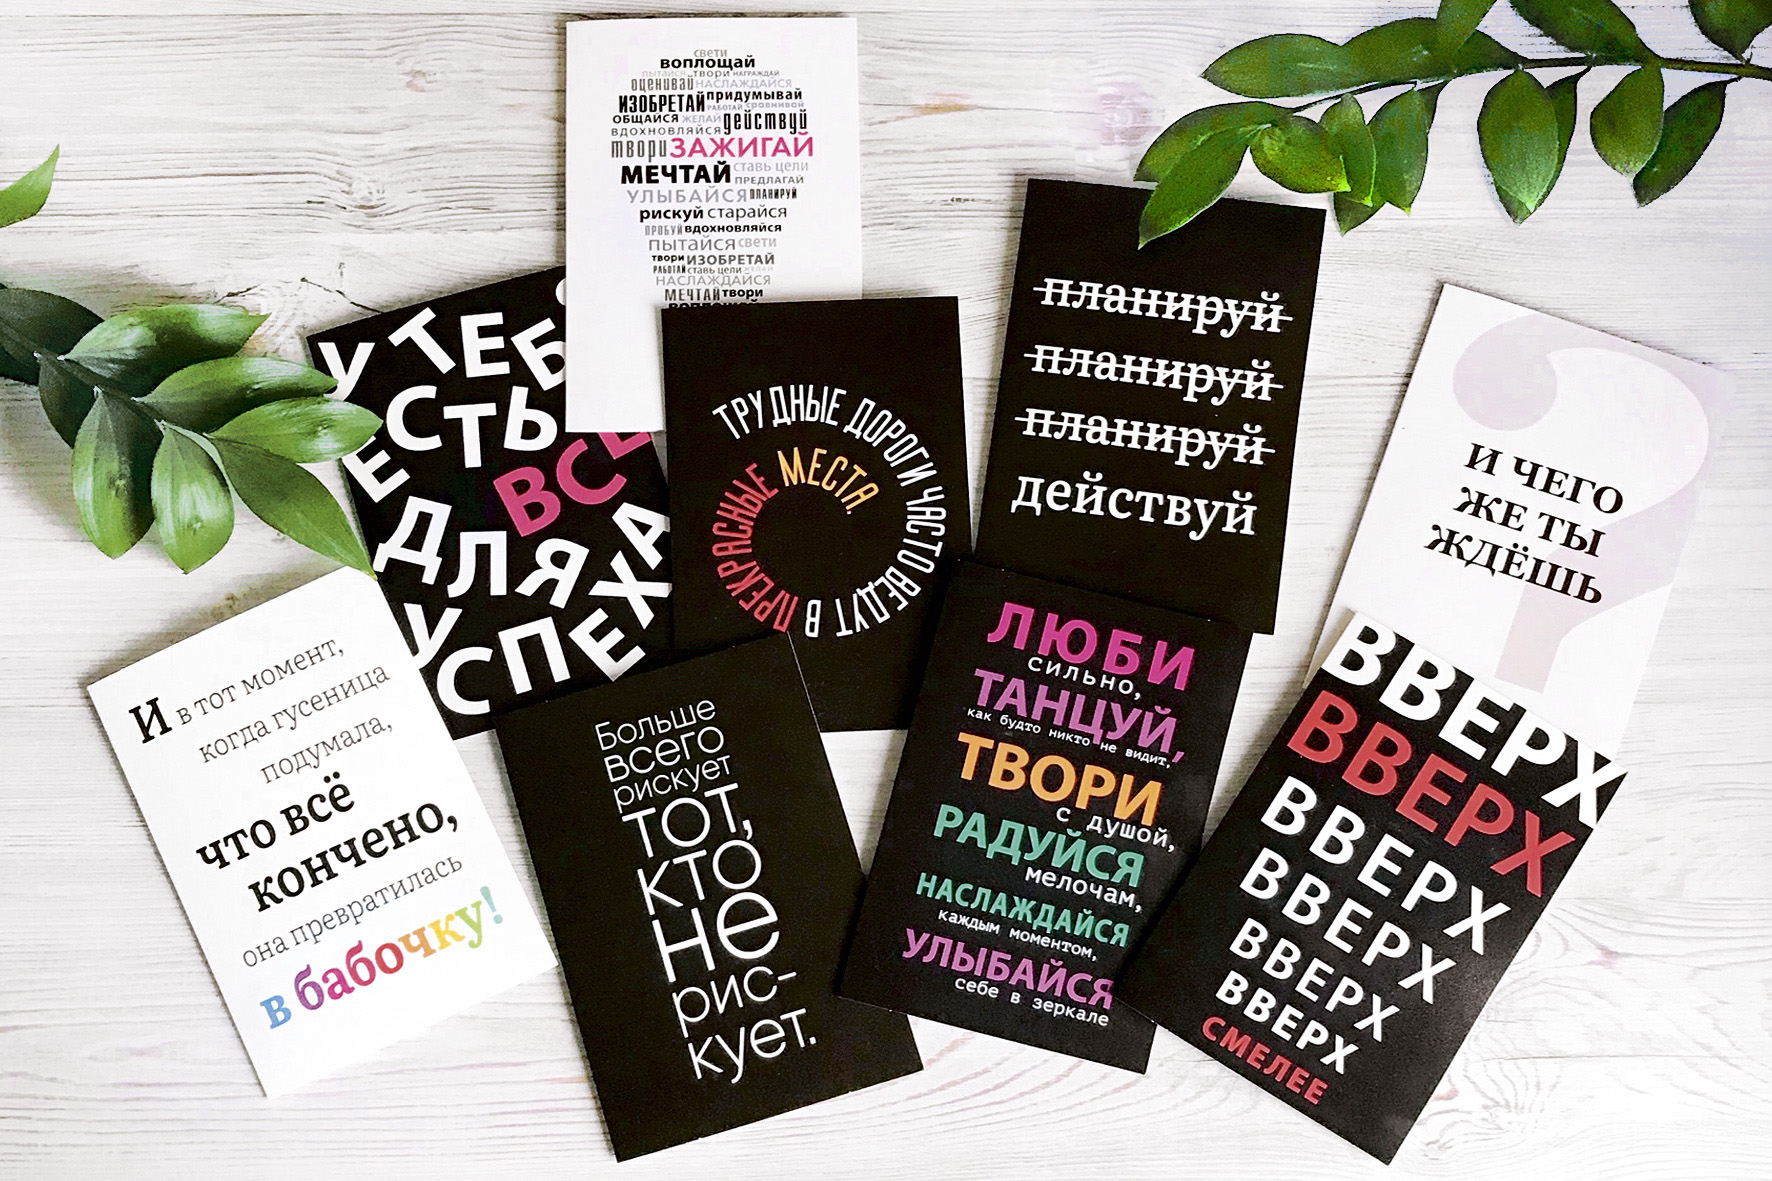 свети
воплощай
пытайся твори награждай
оценивай наслаждайся
ИЗОБРЕТАЙ придумывай
работай сравнивай
общайся желай действуй
вдохновляйся
твори ЗАЖИГАЙ
МЕЧТАЙ ставь цели
ПРЕДЛАГАЙ
УЛЫБАЙСЯ ПЛАНИРУЙ
рискуй старайся
ПРОБУЙ вдохновляйся
пытайся свети
твори ИЗОБРЕТАЙ
РАБОТАЙ ставь цели желай
НАСЛАЖДАЙСЯ
МЕЧТАЙ твори
воплощай
У ТЕБ
Е ЕСТЬ
ВСЕ
ДЛЯ
УСПЕХА
ТРУДНЫЕ ДОРОГИ ЧАСТО ВЕДУТ В ПРЕКРАСНЫЕ МЕСТА.
планируй
планируй
планируй
действуй
И ЧЕГО
ЖЕ ТЫ
ЖДЁШЬ
?
И в тот момент,
когда гусеница
подумала,
что всё
кончено,
она превратилась
в бабочку!
Больше
всего
рискует
тот,
кто
не
рис-
кует.
ЛЮБИ
сильно,
ТАНЦУЙ,
как будто никто не видит,
ТВОРИ
с душой,
РАДУЙСЯ
мелочам,
НАСЛАЖДАЙСЯ
каждым моментом,
УЛЫБАЙСЯ
себе в зеркале
ВВЕРХ
ВВЕРХ
ВВЕРХ
ВВЕРХ
ВВЕРХ
ВВЕРХ
СМЕЛЕЕ